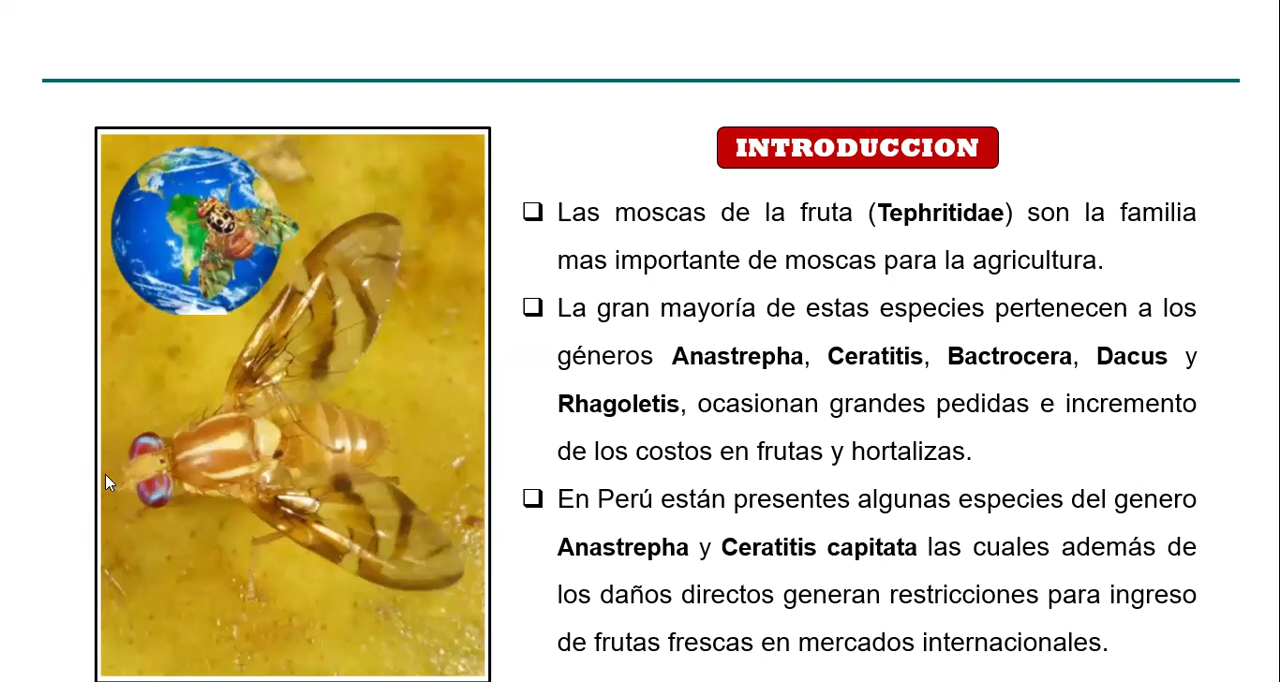 INTRODUCCION
Las moscas de la fruta (Tephritidae) son la familia
mas importante de moscas para la agricultura.
La gran mayoría de estas especies pertenecen a los
géneros Anastrepha, Ceratitis, Bactrocera, Dacus y
Rhagoletis, ocasionan grandes pedidas e incremento
de los costos en frutas y hortalizas.
En Perú están presentes algunas especies del genero
Anastrepha y Ceratitis capitata las cuales además de
los daños directos generan restricciones para ingreso
de frutas frescas en mercados internacionales.